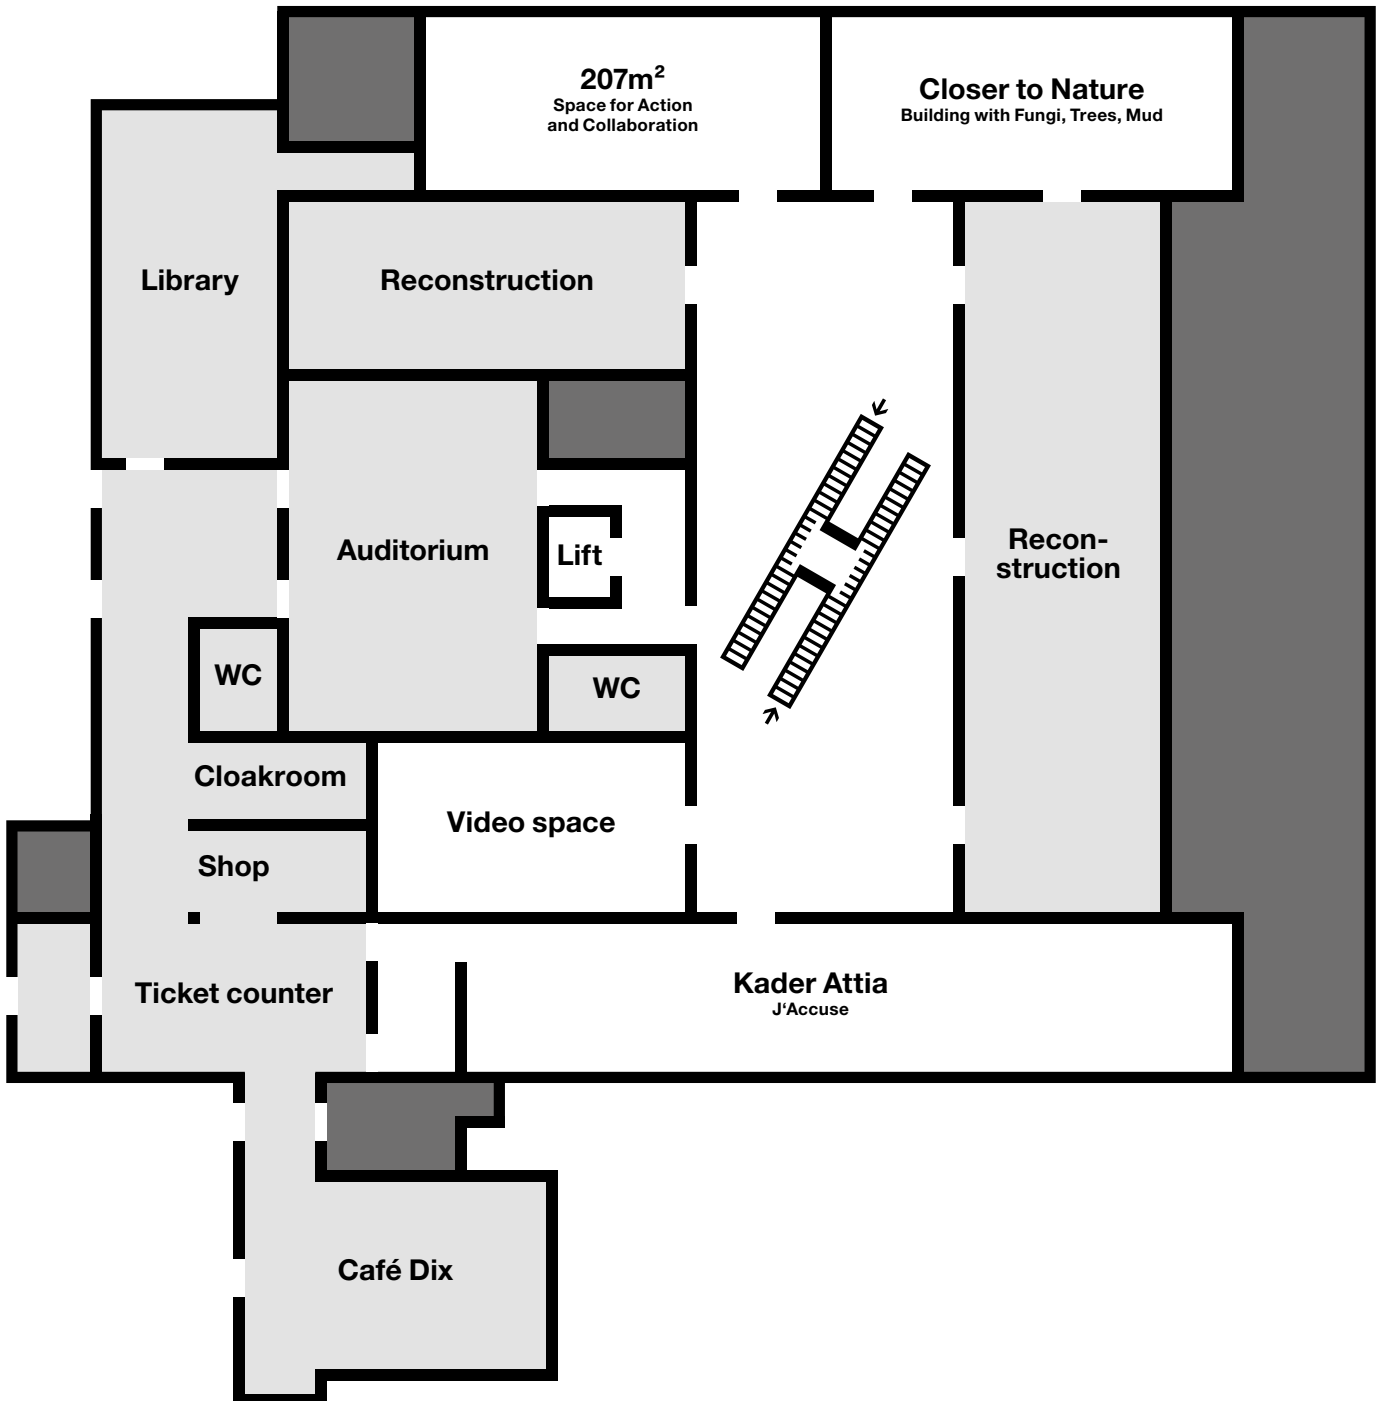 207m²
Space for Action
and Collaboration
Closer to Nature
Building with Fungi, Trees, Mud
Library
Reconstruction
Auditorium
Lift
Recon-
struction
WC
WC
Cloakroom
Video space
Shop
Ticket counter
Kader Attia
J‘Accuse
Café Dix